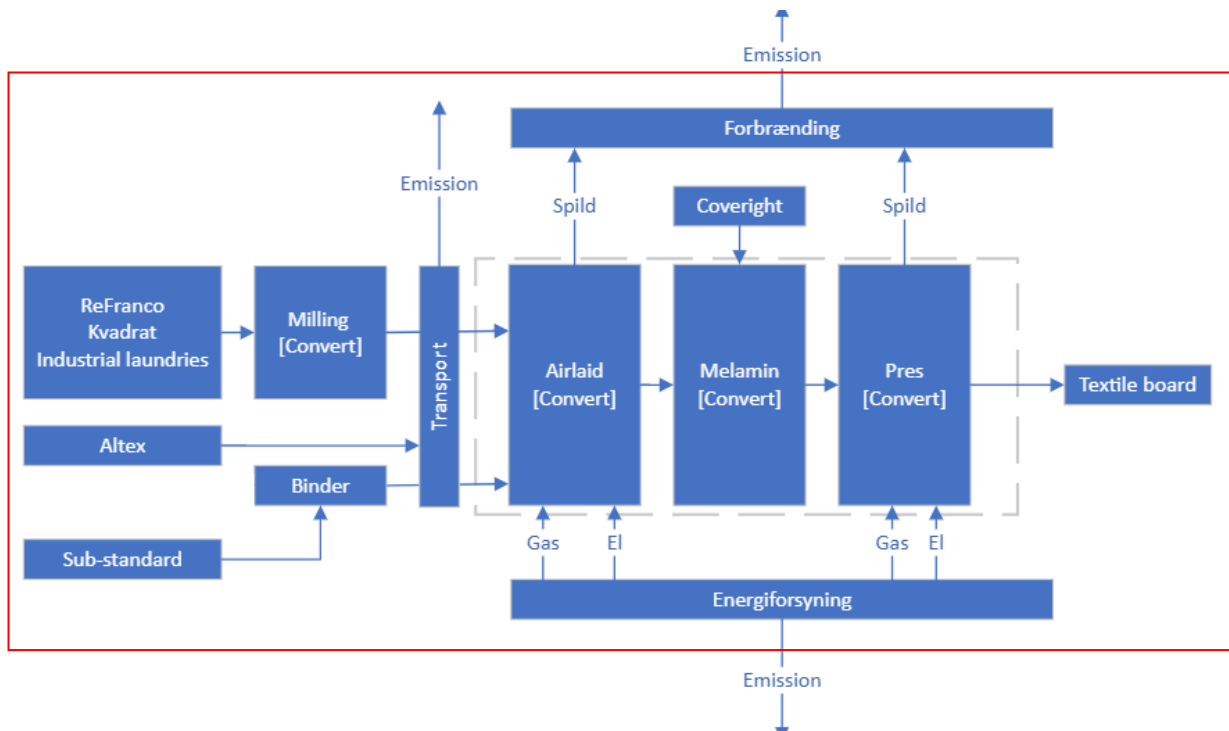 Emission
Forbrænding
Emission
Spild
Coveright
Spild
ReFranco
Kvadrat
Industrial laundries
Milling
[Convert]
Transport
Airlaid
[Convert]
Melamin
[Convert]
Pres
[Convert]
Textile board
Altex
Binder
Sub-standard
Gas
El
Gas
El
Energiforsyning
Emission